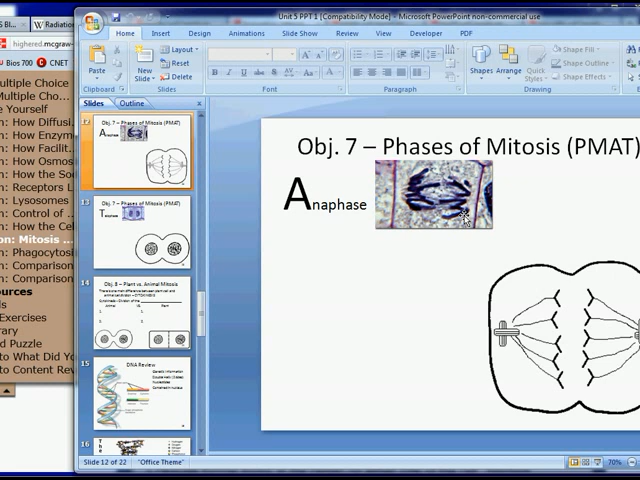 Unit 5 PPT 1 [Compatibility Mode] - Microsoft PowerPoint non-commercial use
Home Insert Design Animations Slide Show Review View Developer PDF
Paste
Clipboard
New Slide
Layout
Reset
Delete
Slides
B I U
Font
Paragraph
Shapes
Arrange
Quick Styles
Shape Fill
Shape Outline
Shape Effects
Drawing
highered.mcgraw-
Bios 700 CNET
ultiple Choice
Multiple Cho...
e Yourself
n: How Diffusi...
n: How Enzym...
n: How Facilit...
n: How Osmos
n: How the So
n: Receptors L
n: Lysosomes
n: Control of ...
n: How the Cel
on: Mitosis ...
n: Phagocytosi
n: Comparison
n: Comparison
ources
ds
Exercises
rary
d Puzzle
to What Did Yo
to Content Rev
Slides Outline
12
Obj. 7 – Phases of Mitosis (PMAT)
Anaphase
13
Obj. 7 – Phases of Mitosis (PMAT)
Telophase
14
Obj. 8 – Plant vs. Animal Mitosis
15
DNA Review
16
Obj. 7 – Phases of Mitosis (PMAT)
Anaphase
Slide 12 of 22 "Office Theme" 70%